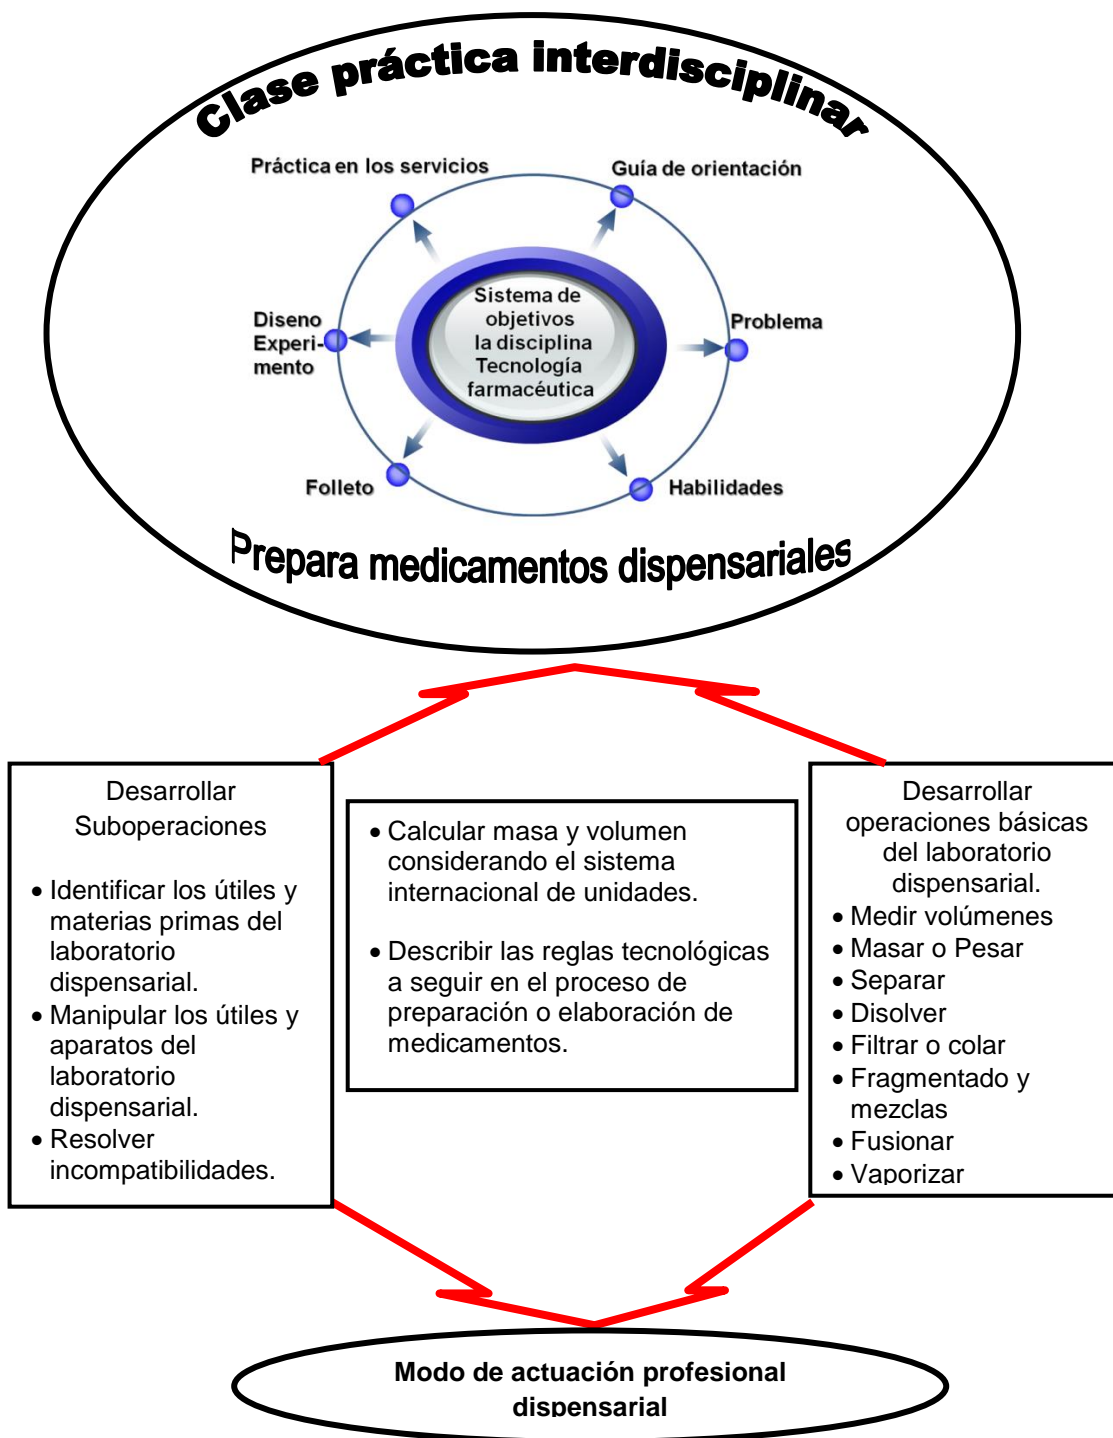 Clase práctica interdisciplinar
Práctica en los servicios
Guía de orientación
Diseno
Experi-
mento
Sistema de
objetivos
la disciplina
Tecnología
farmacéutica
Problema
Folleto
Habilidades
Prepara medicamentos dispensariales
Desarrollar
Suboperaciones
• Identificar los útiles y
materias primas del
laboratorio
dispensarial.
• Manipular los útiles y
aparatos del
laboratorio
dispensarial.
• Resolver
incompatibilidades.
• Calcular masa y volumen
considerando el sistema
internacional de unidades.
• Describir las reglas tecnológicas
a seguir en el proceso de
preparación o elaboración de
medicamentos.
Desarrollar
operaciones básicas
del laboratorio
dispensarial.
• Medir volúmenes
• Masar o Pesar
• Separar
• Disolver
• Filtrar o colar
• Fragmentado y
mezclas
• Fusionar
• Vaporizar
Modo de actuación profesional
dispensarial